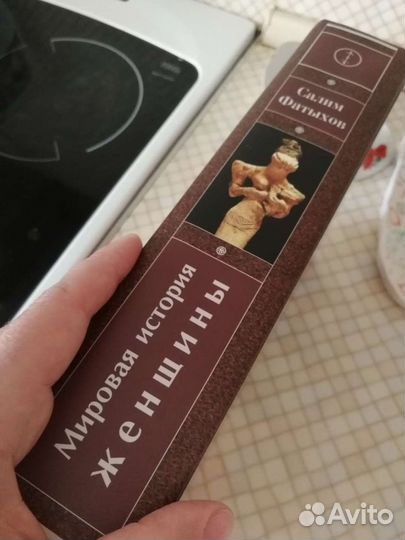 Салим
Фатыхов
Мировая история
женщины
Avito